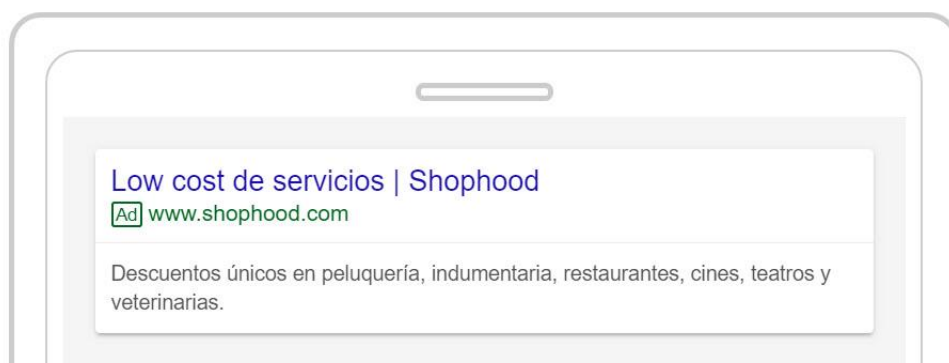 Low cost de servicios | Shophood
Ad www.shophood.com
Descuentos únicos en peluquería, indumentaria, restaurantes, cines, teatros y
veterinarias.